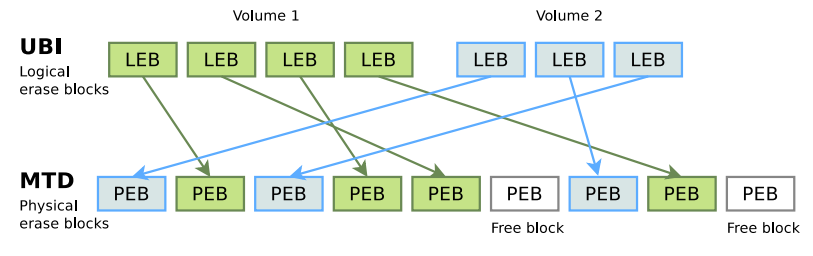 Volume 1 Volume 2
UBI
LEB LEB LEB LEB LEB LEB LEB
Logical
erase blocks
MTD
PEB PEB PEB PEB PEB PEB PEB PEB PEB
Physical
erase blocks
Free block Free block